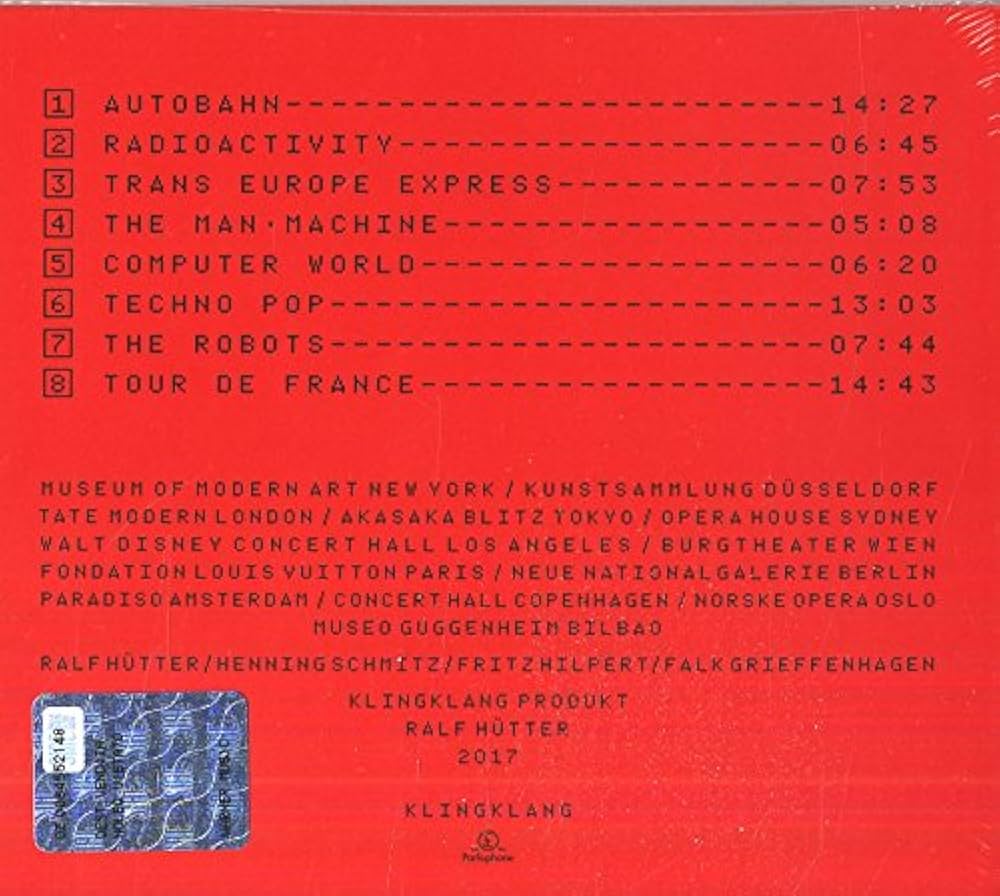 1 AUTOBAHN------------------------14:27
2 RADIOACTIVITY-------------------06:45
3 TRANS EUROPE EXPRESS------------07:53
4 THE MAN·MACHINE-----------------05:08
5 COMPUTER WORLD------------------06:20
6 TECHNO POP----------------------13:03
7 THE ROBOTS----------------------07:44
8 TOUR DE FRANCE------------------14:43
MUSEUM OF MODERN ART NEW YORK / KUNSTSAMMLUNG DÜSSELDORF
TATE MODERN LONDON / AKASAKA BLITZ TOKYO / OPERA HOUSE SYDNEY
WALT DISNEY CONCERT HALL LOS ANGELES / BURGTHEATER WIEN
FONDATION LOUIS VUITTON PARIS / NEUE NATIONALGALERIE BERLIN
PARADISO AMSTERDAM / CONCERT HALL COPENHAGEN / NORSKE OPERA OSLO
MUSEO GUGGENHEIM BILBAO
RALF HÜTTER/HENNING SCHMITZ/FRITZ HILPERT/FALK GRIEFFENHAGEN
KLINGKLANG PRODUKT
RALF HÜTTER
2017
KLINGKLANG
Parlophone
WARNER MUSIC